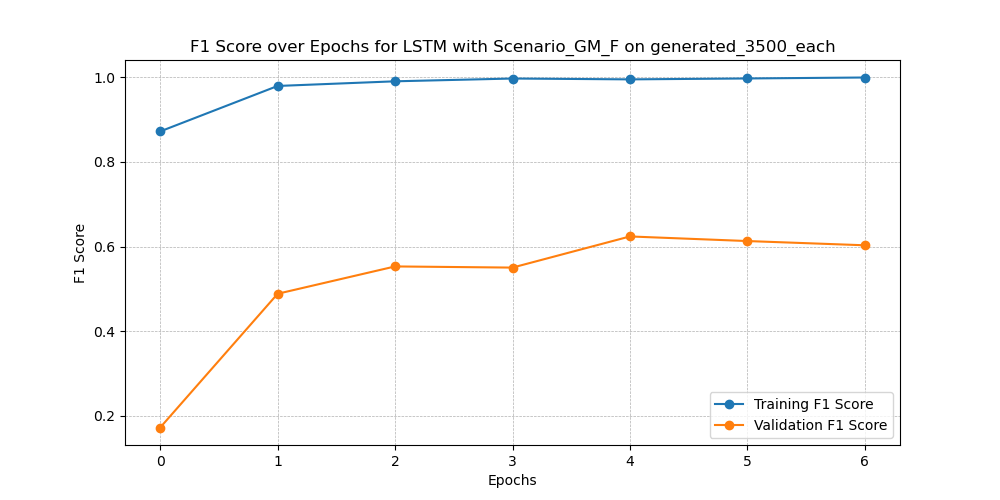 F1 Score over Epochs for LSTM with Scenario_GM_F on generated_3500_each
F1 Score
1.0
0.8
0.6
0.4
0.2
Training F1 Score
Validation F1 Score
0 1 2 3 4 5 6
Epochs